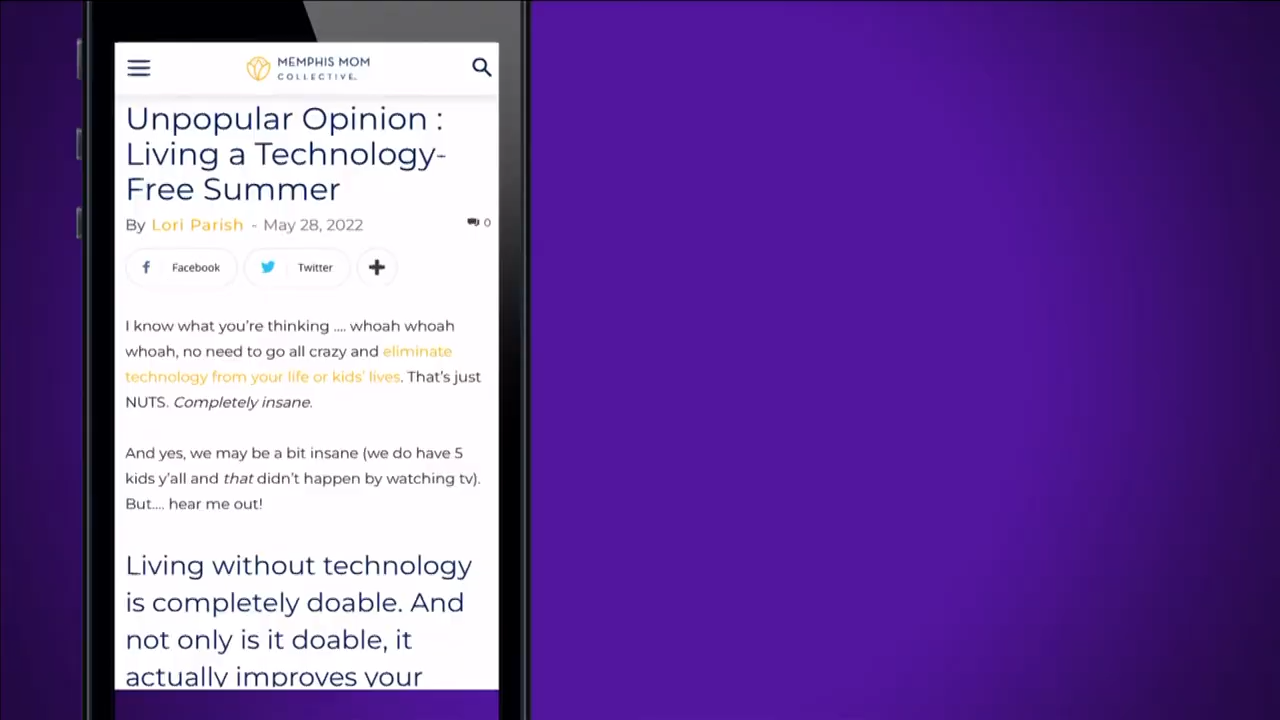 MEMPHIS MOM
COLLECTIVE
Unpopular Opinion :
Living a Technology-
Free Summer
By Lori Parish - May 28, 2022
0
Facebook
Twitter
I know what you're thinking .... whoah whoah
whoah, no need to go all crazy and eliminate
technology from your life or kids' lives. That's just
NUTS. Completely insane.
And yes, we may be a bit insane (we do have 5
kids y'all and that didn't happen by watching tv).
But.... hear me out!
Living without technology
is completely doable. And
not only is it doable, it
actually improves your